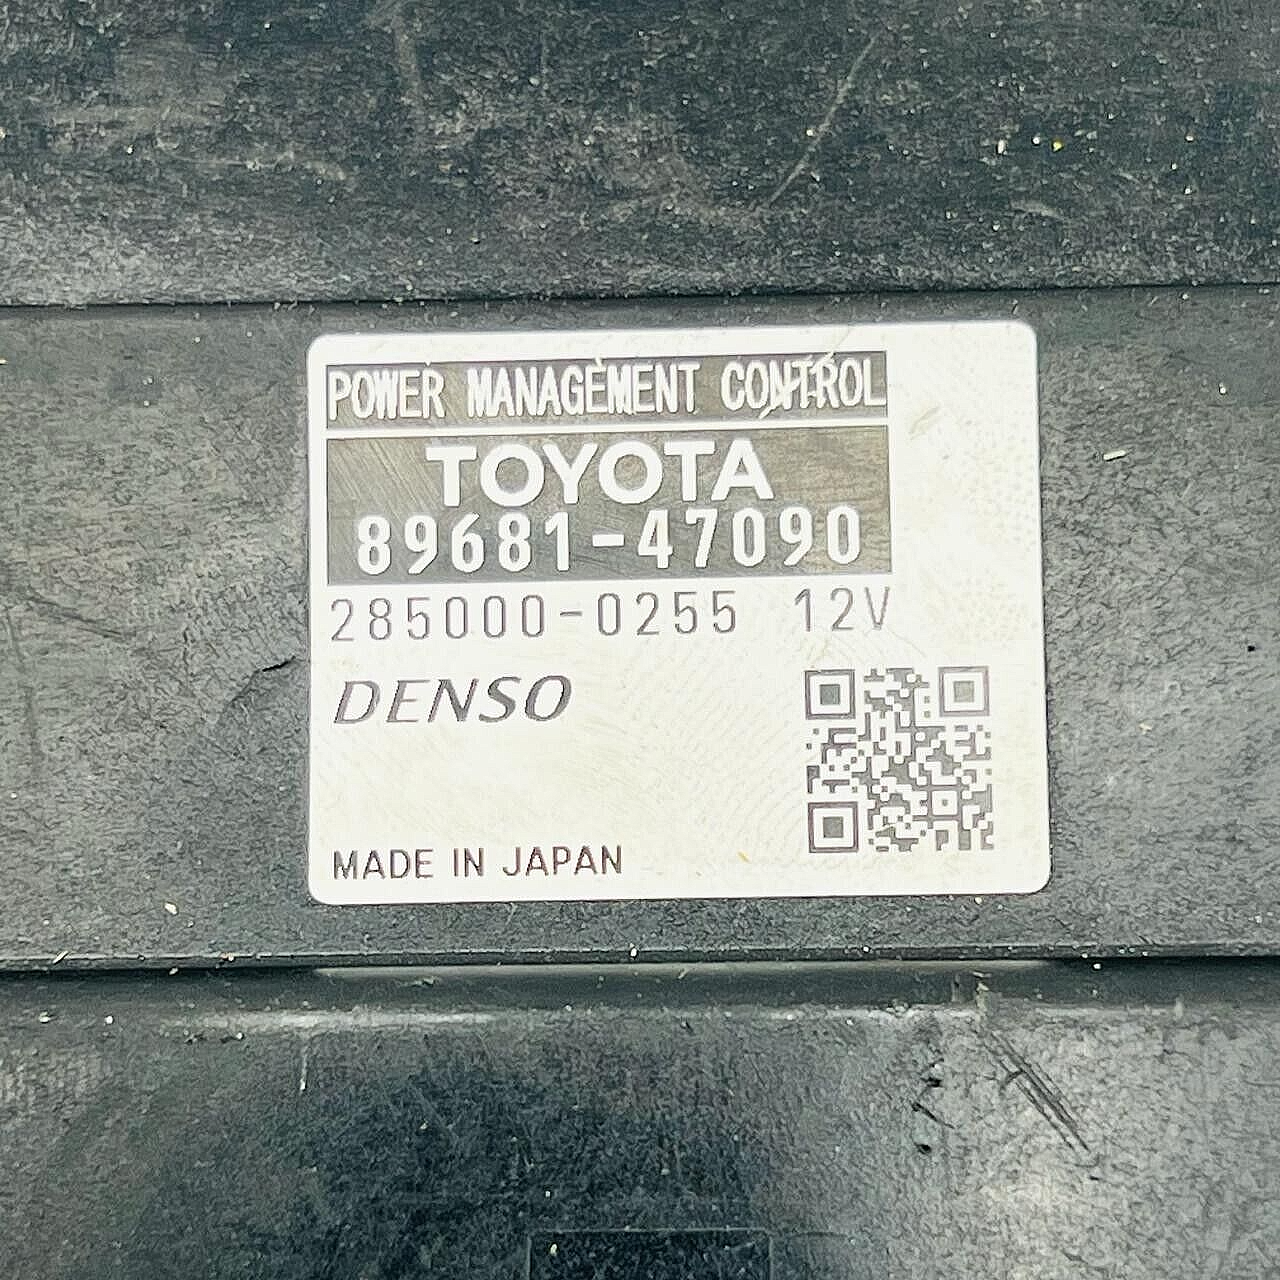 POWER MANAGEMENT CONTROL
TOYOTA
89681-47090
285000-0255 12V
DENSO
MADE IN JAPAN